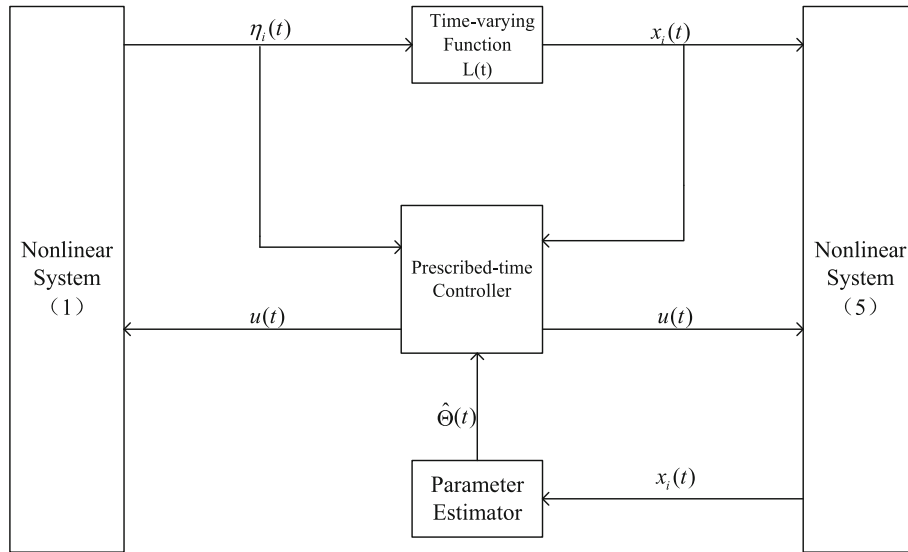 η_i(t)
Time-varying
Function
L(t)
x_i(t)
Nonlinear
System
（1）
Prescribed-time
Controller
Nonlinear
System
（5）
u(t)
u(t)
Θ̂(t)
Parameter
Estimator
x_i(t)